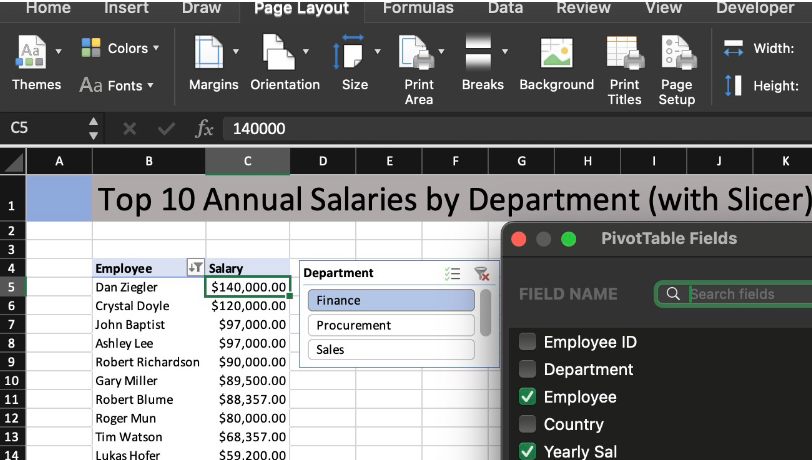 Home Insert Draw Page Layout Formulas Data Review View Developer
Aa Colors Width:
Themes Aa Fonts Margins Orientation Size Print Area Breaks Background Print Titles Page Setup Height:
C5 fx 140000
A B C D E F G H I J K
1 Top 10 Annual Salaries by Department (with Slicer)
2 PivotTable Fields
3
4 Employee Salary Department
FIELD NAME Search fields
5 Dan Ziegler $140,000.00 Finance
6 Crystal Doyle $120,000.00
7 John Baptist $97,000.00 Procurement
8 Ashley Lee $97,000.00 Sales Employee ID
9 Robert Richardson $90,000.00 Department
10 Gary Miller $89,500.00
11 Robert Blume $88,357.00 Employee
12 Roger Mun $80,000.00 Country
13 Tim Watson $68,357.00
14 Lukas Hofer $59,200.00 Yearly Sal